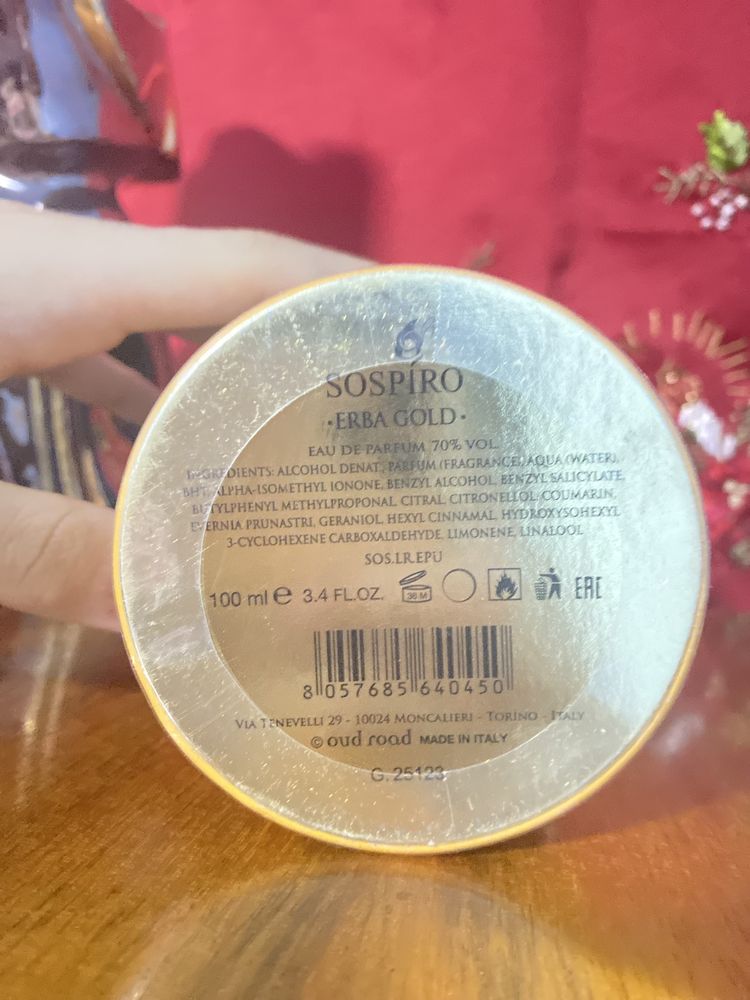 SOSPÍRO
·ERBA GOLD·
EAU DE PARFUM 70% VOL
INGREDIENTS: ALCOHOL DENAT, PARFUM (FRAGRANCE), AQUA (WATER),
BHT, ALPHA-ISOMETHYL IONONE, BENZYL ALCOHOL, BENZYL SALICYLATE,
BUTYLPHENYL METHYLPROPONAL, CITRAL, CITRONELLOL, COUMARIN,
EVERNIA PRUNASTRI, GERANIOL, HEXYL CINNAMAL, HYDROXYSOHEXYL
3-CYCLOHEXENE CARBOXALDEHYDE, LIMONENE, LINALOOL
SOS.I.R.EPU
100 ml e 3.4 FL.OZ. 36 M EAC
8 057685 640450
VIA TENEVELLI 29 - 10024 MONCALIERI - TORINO - ITALY
© oud road MADE IN ITALY
G. 25123